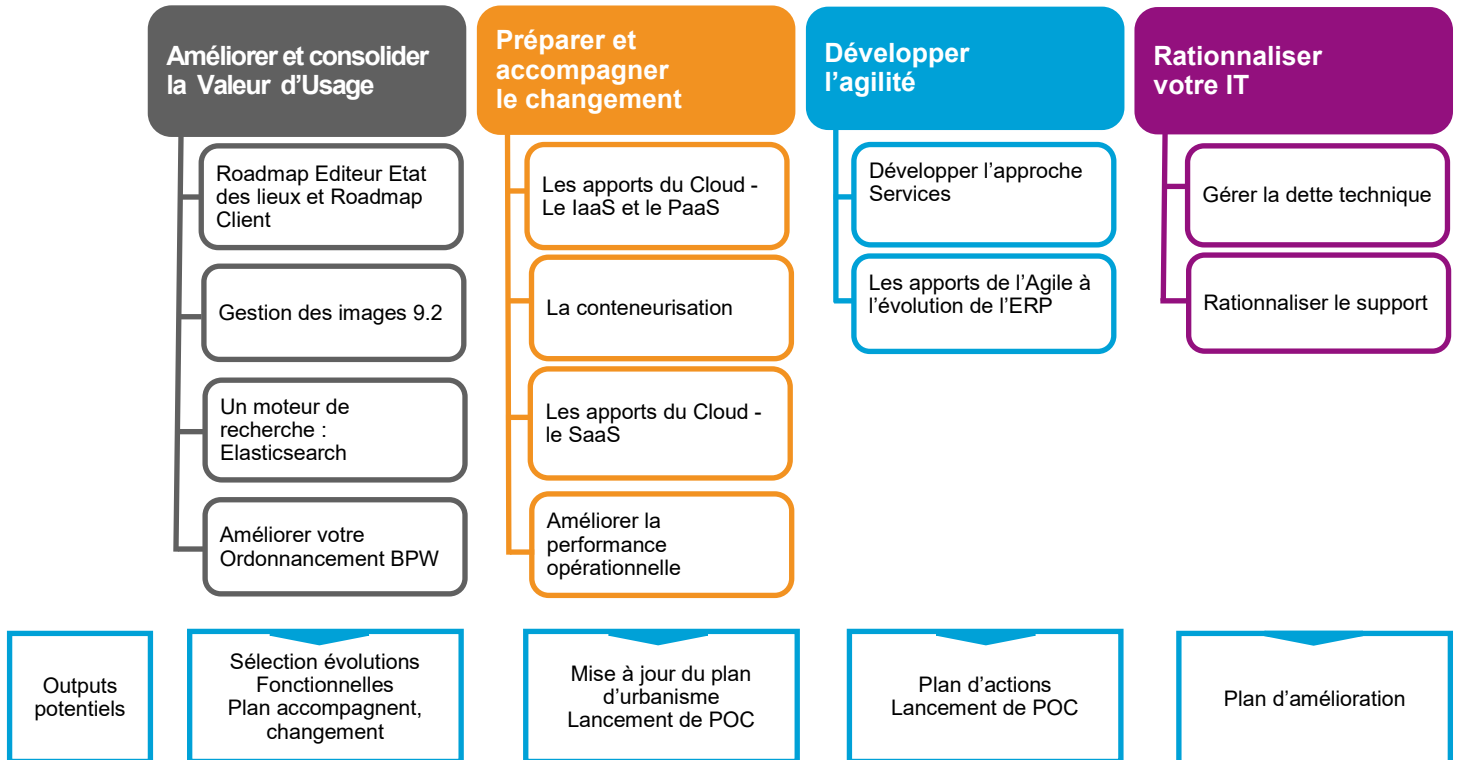 Améliorer et consolider
la Valeur d’Usage
Roadmap Editeur Etat
des lieux et Roadmap
Client
Gestion des images 9.2
Un moteur de
recherche :
Elasticsearch
Améliorer votre
Ordonnancement BPW
Préparer et
accompagner
le changement
Les apports du Cloud -
Le IaaS et le PaaS
La conteneurisation
Les apports du Cloud -
le SaaS
Améliorer la
performance
opérationnelle
Développer
l’agilité
Développer l’approche
Services
Les apports de l’Agile à
l’évolution de l’ERP
Rationnaliser
votre IT
Gérer la dette technique
Rationnaliser le support
Outputs
potentiels
Sélection évolutions
Fonctionnelles
Plan accompagnent,
changement
Mise à jour du plan
d’urbanisme
Lancement de POC
Plan d’actions
Lancement de POC
Plan d’amélioration